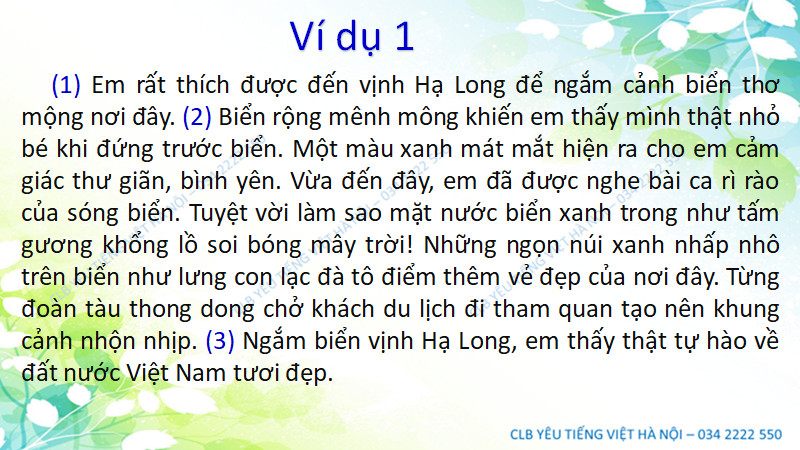 Ví dụ 1
(1) Em rất thích được đến vịnh Hạ Long để ngắm cảnh biển thơ
mộng nơi đây. (2) Biển rộng mênh mông khiến em thấy mình thật nhỏ
bé khi đứng trước biển. Một màu xanh mát mắt hiện ra cho em cảm
giác thư giãn, bình yên. Vừa đến đây, em đã được nghe bài ca rì rào
của sóng biển. Tuyệt vời làm sao mặt nước biển xanh trong như tấm
gương khổng lồ soi bóng mây trời! Những ngọn núi xanh nhấp nhô
trên biển như lưng con lạc đà tô điểm thêm vẻ đẹp của nơi đây. Từng
đoàn tàu thong dong chở khách du lịch đi tham quan tạo nên khung
cảnh nhộn nhịp. (3) Ngắm biển vịnh Hạ Long, em thấy thật tự hào về
đất nước Việt Nam tươi đẹp.
CLB YÊU TIẾNG VIỆT HÀ NỘI – 034 2222 550